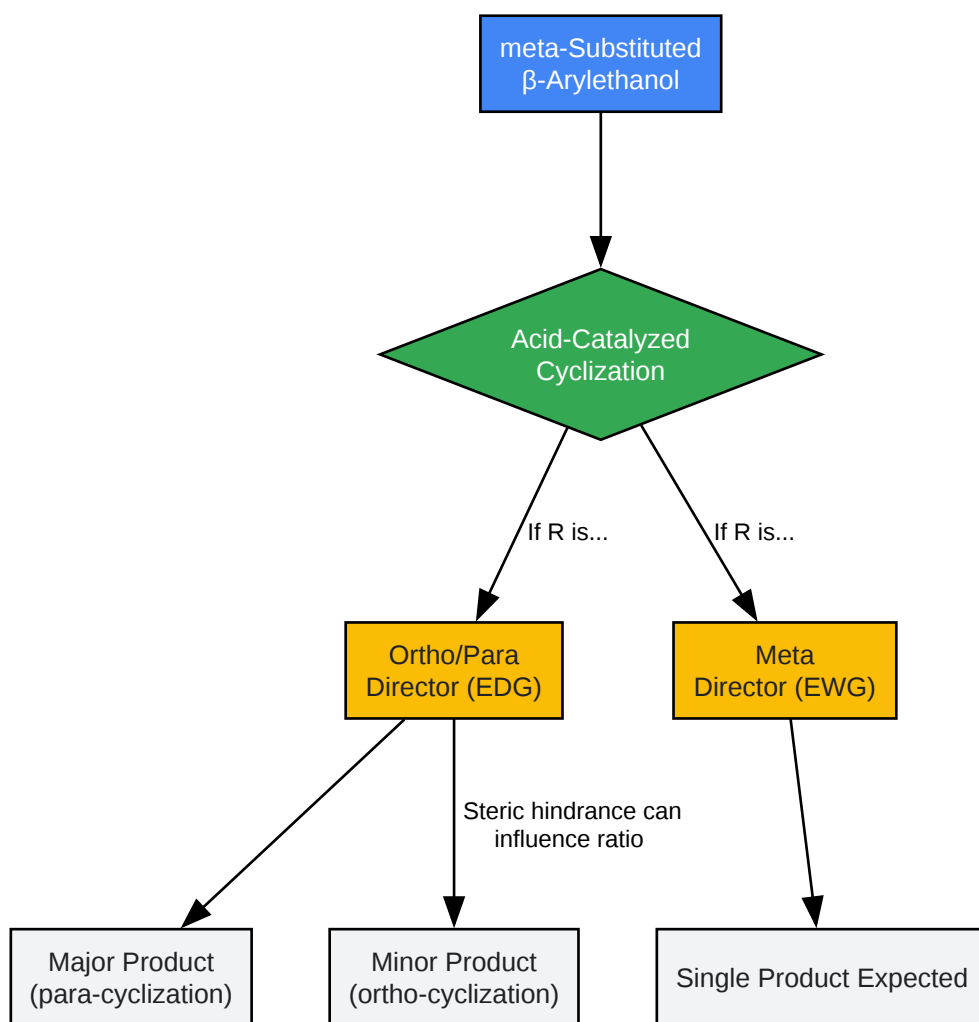 meta-Substituted
β-Arylethanol
Acid-Catalyzed
Cyclization
If R is...
If R is...
Ortho/Para
Director (EDG)
Meta
Director (EWG)
Steric hindrance can
influence ratio
Major Product
(para-cyclization)
Minor Product
(ortho-cyclization)
Single Product Expected